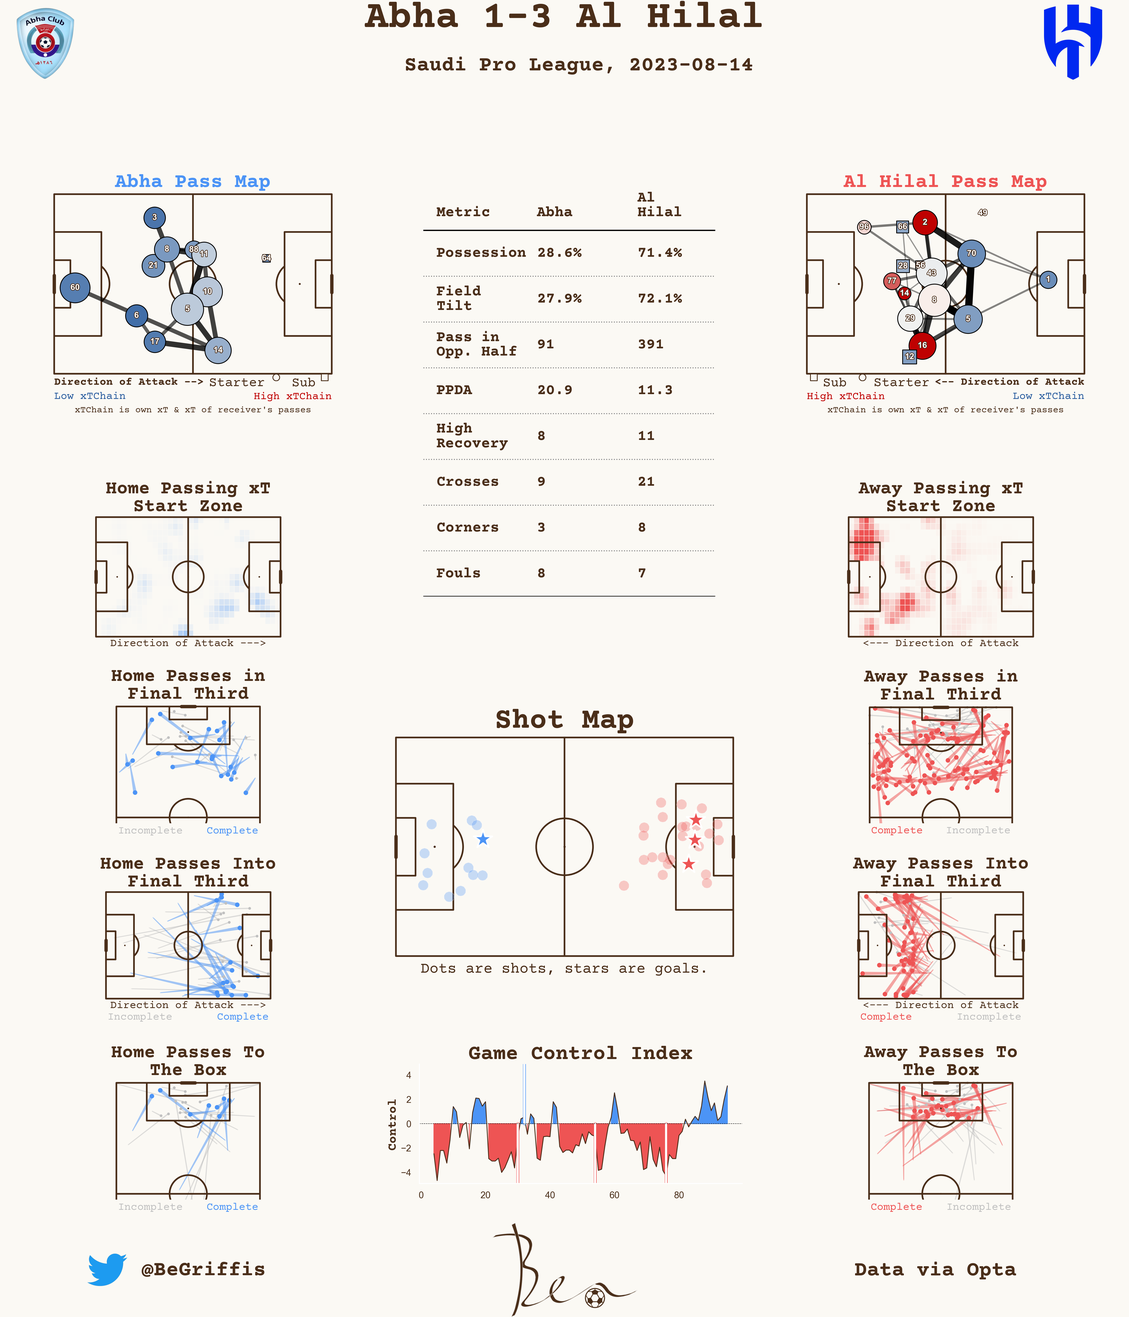 Abha 1-3 Al Hilal
Saudi Pro League, 2023-08-14
Abha Club
Abha Pass Map
3
8
88
11
21
64
60
10
5
6
17
14
Direction of Attack --> Starter Sub
Low xTChain High xTChain
xTChain is own xT & xT of receiver's passes
Metric Abha Al Hilal
Possession 28.6% 71.4%
Field Tilt 27.9% 72.1%
Pass in Opp. Half 91 391
PPDA 20.9 11.3
High Recovery 8 11
Crosses 9 21
Corners 3 8
Fouls 8 7
Al Hilal Pass Map
49
2
66
70
28
56
43
77
14
1
8
29
5
16
12
Sub Starter <-- Direction of Attack
High xTChain Low xTChain
xTChain is own xT & xT of receiver's passes
Home Passing xT
Start Zone
Direction of Attack --->
Away Passing xT
Start Zone
<--- Direction of Attack
Home Passes in
Final Third
Incomplete Complete
Away Passes in
Final Third
Complete Incomplete
Shot Map
Dots are shots, stars are goals.
Home Passes Into
Final Third
Direction of Attack --->
Incomplete Complete
Away Passes Into
Final Third
<--- Direction of Attack
Complete Incomplete
Home Passes To
The Box
Incomplete Complete
Game Control Index
Control
4
2
0
−2
−4
0 20 40 60 80
Away Passes To
The Box
Complete Incomplete
@BeGriffis
Bea
Data via Opta